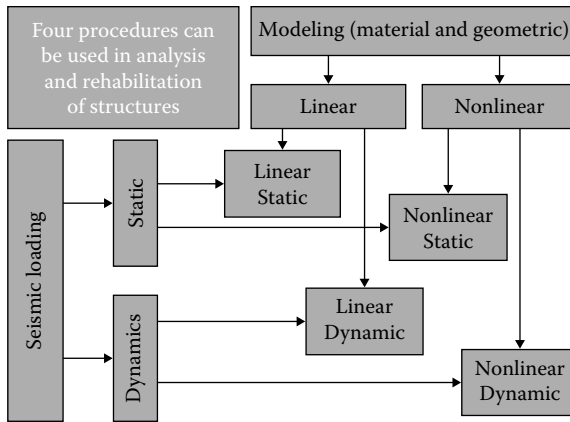 Four procedures can
be used in analysis
and rehabilitation
of structures
Modeling (material and geometric)
Linear
Nonlinear
Seismic loading
Static
Linear
Static
Nonlinear
Static
Dynamics
Linear
Dynamic
Nonlinear
Dynamic